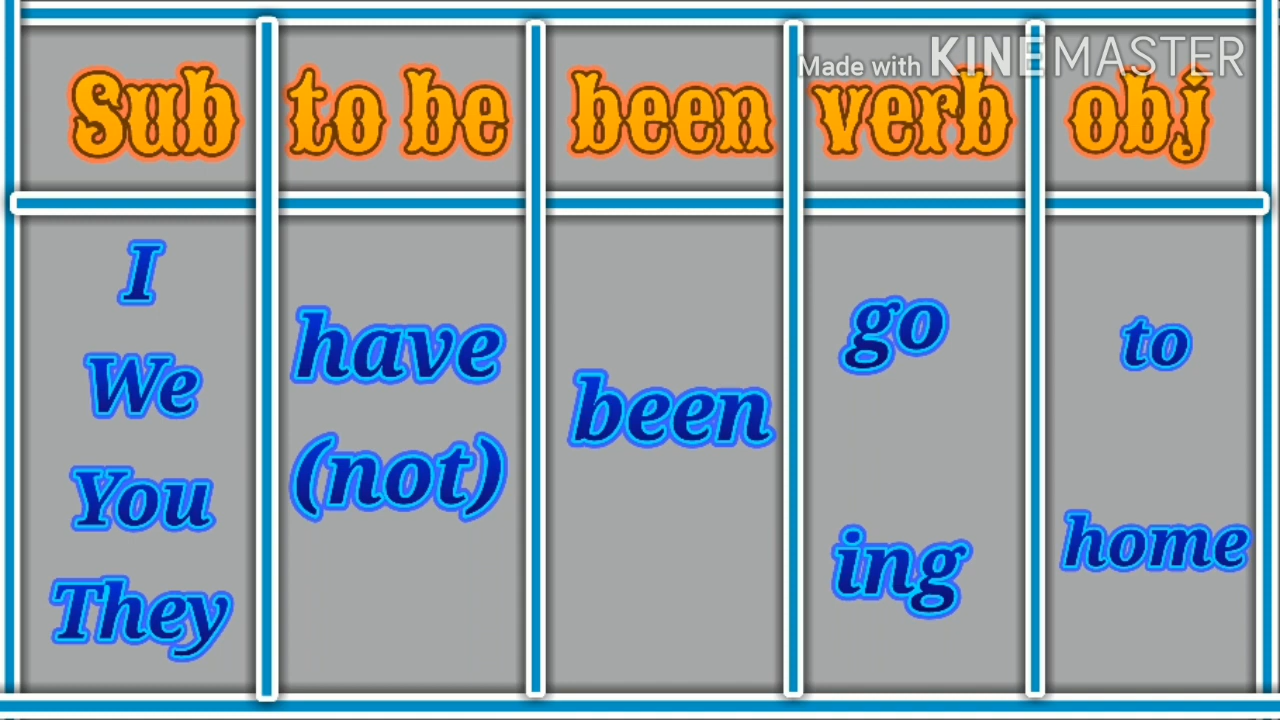 Made with KINEMASTER
Sub to be been verb obj
I
We
You
They
have
(not)
been
go
ing
to
home